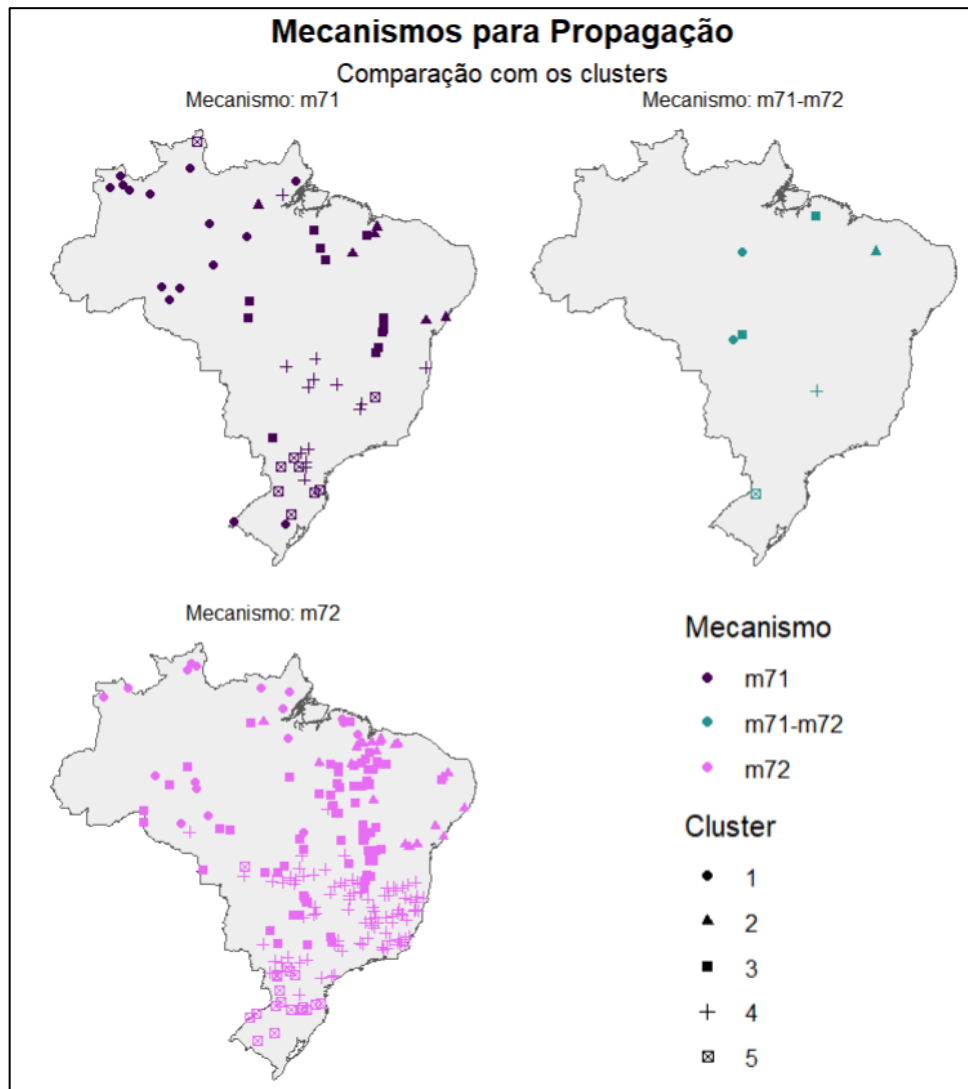 Mecanismos para Propagação
Comparação com os clusters
Mecanismo: m71
Mecanismo: m71-m72
Mecanismo: m72
Mecanismo
m71
m71-m72
m72
Cluster
1
2
3
4
5